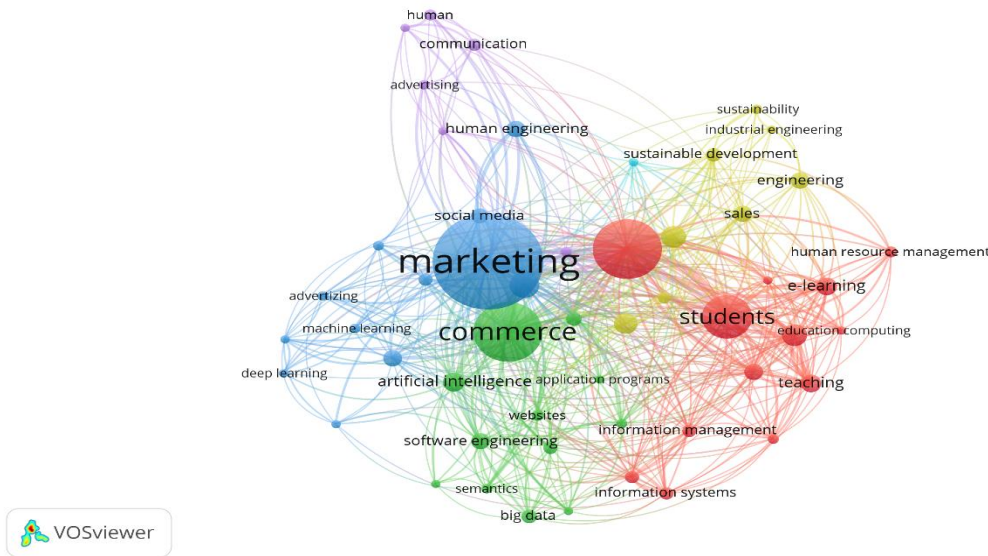 human
communication
advertising
sustainability
human engineering
industrial engineering
sustainable development
engineering
social media
sales
human resource management
marketing
e-learning
advertizing
students
machine learning
commerce
education computing
deep learning
artificial intelligence
application programs
teaching
websites
information management
software engineering
semantics
information systems
big data
VOSviewer